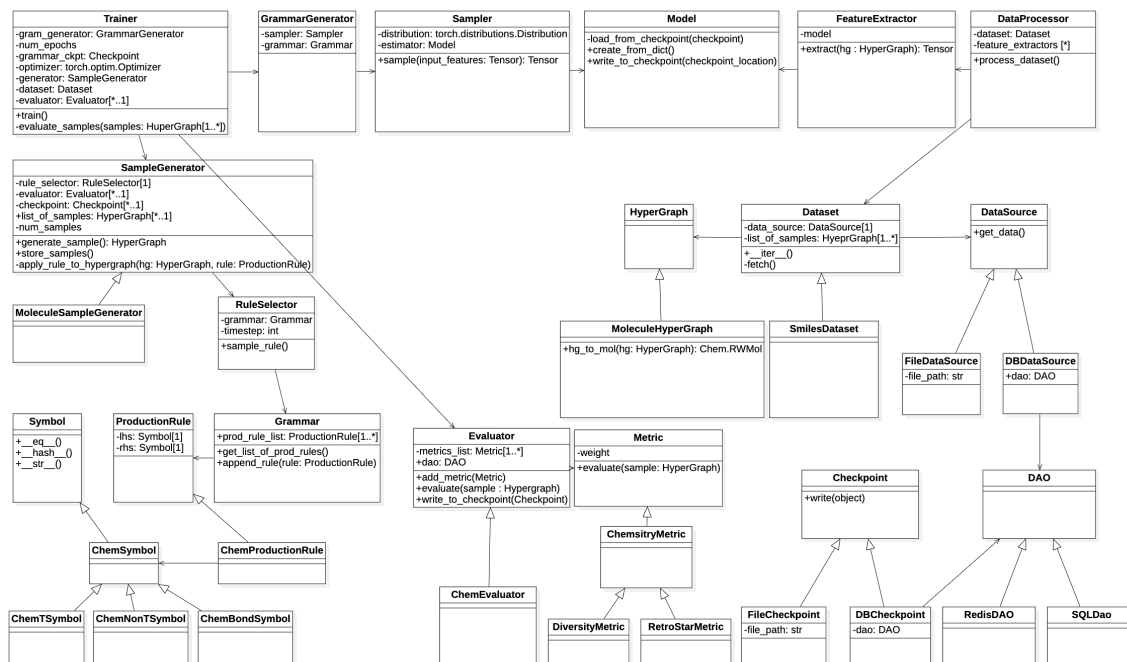 Trainer
-gram_generator: GrammarGenerator
-num_epochs
-grammar_ckpt: Checkpoint
-optimizer: torch.optim.Optimizer
-generator: SampleGenerator
-dataset: Dataset
-evaluator: Evaluator[*..1]
+train()
-evaluate_samples(samples: HuperGraph[1..*])
GrammarGenerator
-sampler: Sampler
-grammar: Grammar
Sampler
-distribution: torch.distributions.Distribution
-estimator: Model
+sample(input_features: Tensor): Tensor
Model
-load_from_checkpoint(checkpoint)
+create_from_dict()
+write_to_checkpoint(checkpoint_location)
FeatureExtractor
-model
+extract(hg : HyperGraph): Tensor
DataProcessor
-dataset: Dataset
-feature_extractors [*]
+process_dataset()
SampleGenerator
-rule_selector: RuleSelector[1]
-evaluator: Evaluator[*..1]
-checkpoint: Checkpoint[*..1]
+list_of_samples: HyperGraph[*..1]
-num_samples
+generate_sample(): HyperGraph
+store_samples()
-apply_rule_to_hypergraph(hg: HyperGraph, rule: ProductionRule)
HyperGraph
Dataset
-data_source: DataSource[1]
-list_of_samples: HyeprGraph[1..*]
+__iter__()
-fetch()
DataSource
+get_data()
MoleculeSampleGenerator
RuleSelector
-grammar: Grammar
-timestep: int
+sample_rule()
MoleculeHyperGraph
+hg_to_mol(hg: HyperGraph): Chem.RWMol
SmilesDataset
FileDataSource
-file_path: str
DBDataSource
+dao: DAO
Symbol
+__eq__()
+__hash__()
+__str__()
ProductionRule
-lhs: Symbol[1]
-rhs: Symbol[1]
Grammar
+prod_rule_list: ProductionRule[1..*]
+get_list_of_prod_rules()
+append_rule(rule: ProductionRule)
Evaluator
-metrics_list: Metric[1..*]
+dao: DAO
+add_metric(Metric)
+evaluate(sample : Hypergraph)
+write_to_checkpoint(Checkpoint)
Metric
-weight
+evaluate(sample: HyperGraph)
Checkpoint
+write(object)
DAO
ChemSymbol
ChemProductionRule
ChemsitryMetric
ChemEvaluator
ChemTSymbol
ChemNonTSymbol
ChemBondSymbol
DiversityMetric
RetroStarMetric
FileCheckpoint
-file_path: str
DBCheckpoint
-dao: DAO
RedisDAO
SQLDao